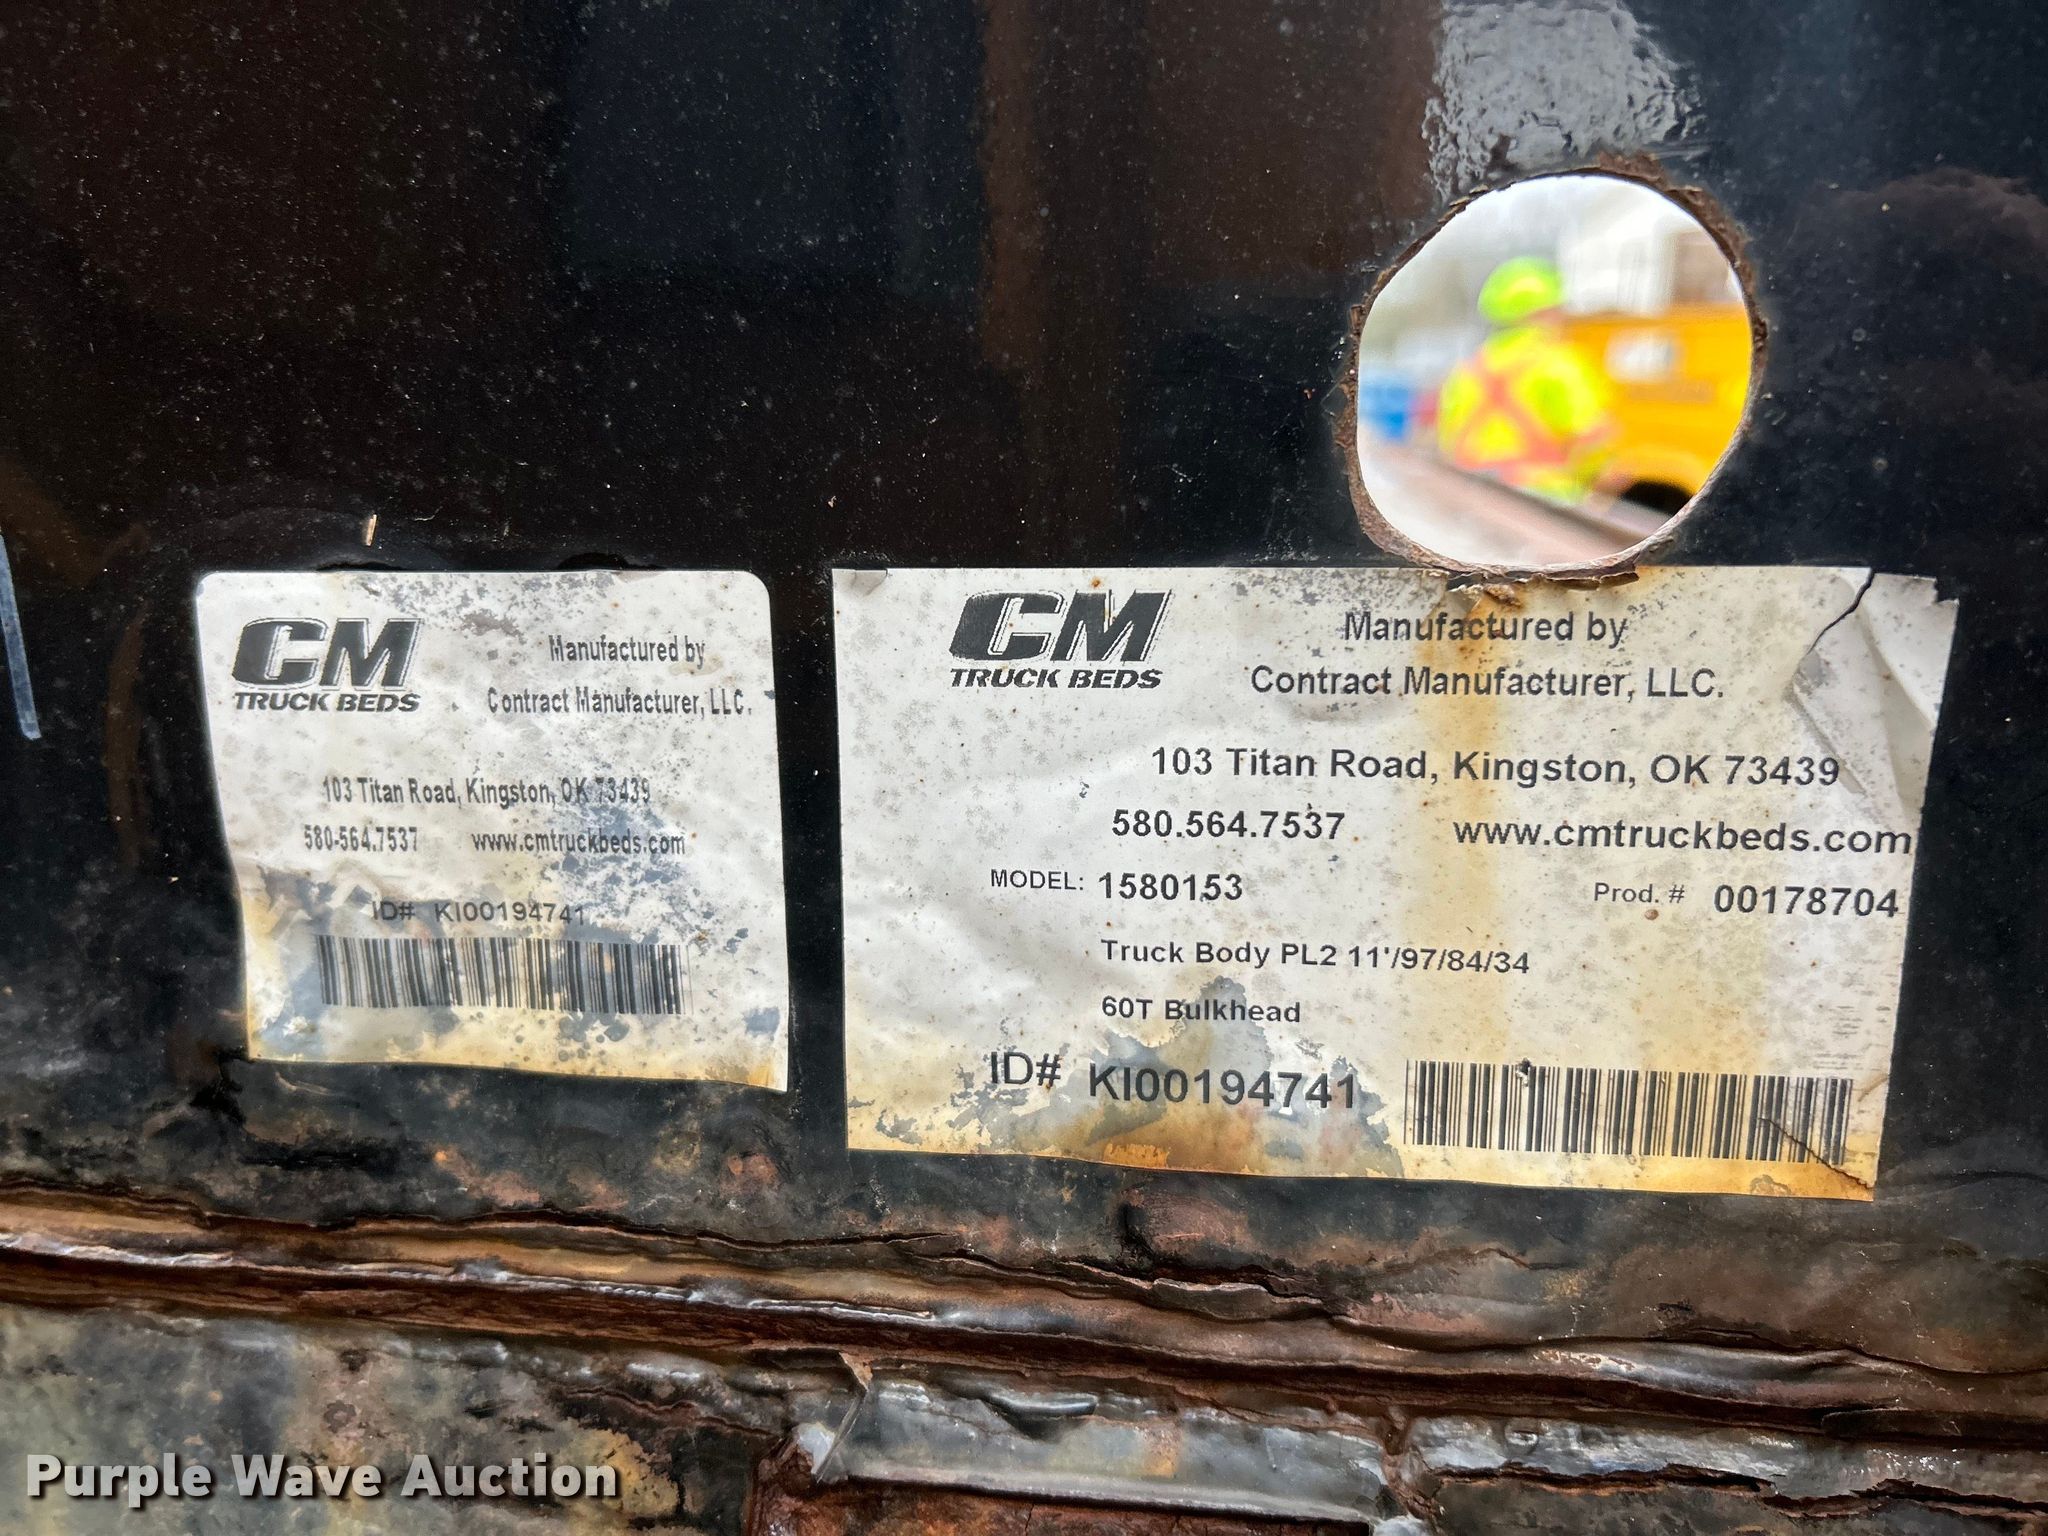 CM
TRUCK BEDS
Manufactured by
Contract Manufacturer, LLC.
103 Titan Road, Kingston, OK 73439
580-564.7537 www.cmtruckbeds.com
ID# KI00194741
CM
TRUCK BEDS
Manufactured by
Contract Manufacturer, LLC.
103 Titan Road, Kingston, OK 73439
580.564.7537 www.cmtruckbeds.com
MODEL: 1580153 Prod. # 00178704
Truck Body PL2 11'/97/84/34
60T Bulkhead
ID# KI00194741
Purple Wave Auction